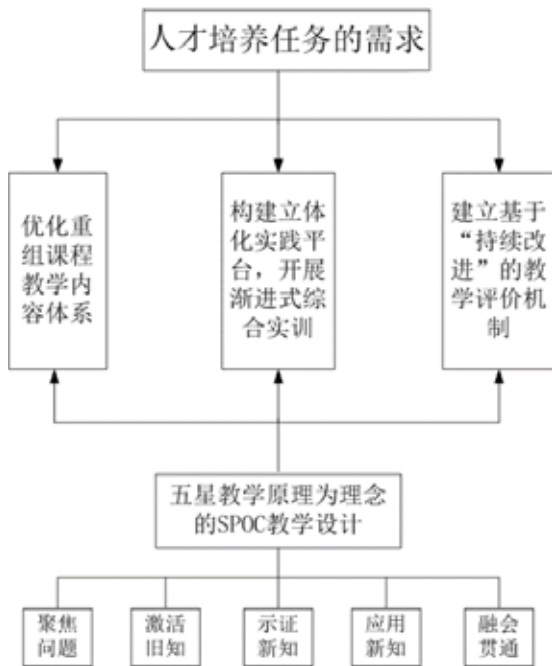 人才培养任务的需求
优化重
组课程
教学内
容体系
构建立体
化实践平
台，开展
渐进式综
合实训
建立基于
“持续改
进”的教
学评价机
制
五星教学原理为理念
的SPOC教学设计
聚焦
问题
激活
旧知
示证
新知
应用
新知
融会
贯通